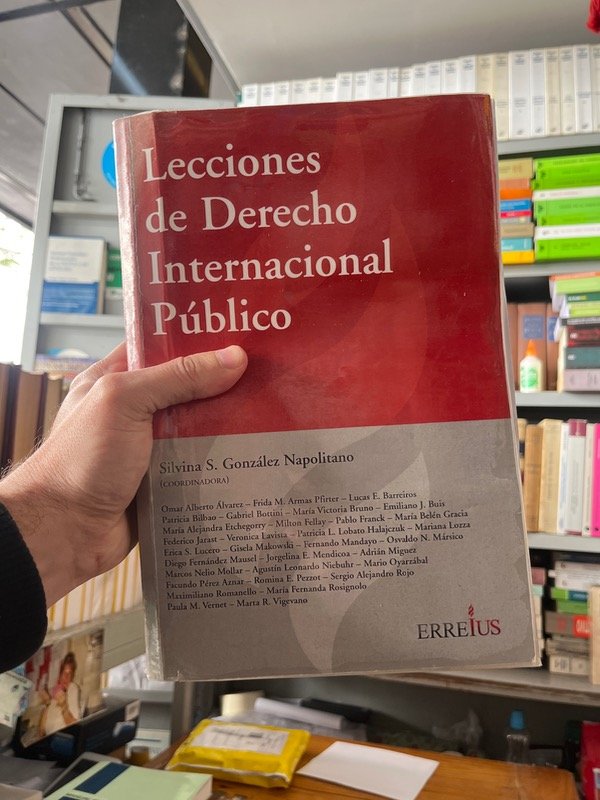 Lecciones
de Derecho
Internacional
Público
Silvina S. González Napolitano
(COORDINADORA)
Omar Alberto Álvarez – Frida M. Armas Pfirter – Lucas E. Barreiros
Patricia Bilbao – Gabriel Bottini – María Victoria Bruno – Emiliano J. Buis
María Alejandra Etchegorry – Milton Fellay – Pablo Franck – María Belén Gracia
Federico Jarast – Veronica Lavista – Patricia L. Lobato Halajczuk – Mariana Lozza
Erica S. Lucero – Gisela Makowski – Fernando Mandayo – Osvaldo N. Mársico
Diego Fernández Mausel – Jorgelina E. Mendicoa – Adrián Míguez
Marcos Nelio Mollar – Agustín Leonardo Niebuhr – Mario Oyarrábal
Facundo Pérez Aznar – Romina E. Pezzot – Sergio Alejandro Rojo
Maximiliano Romanello – María Fernanda Rosignolo
Paula M. Vernet – Marta R. Vigevano
ERREIUS